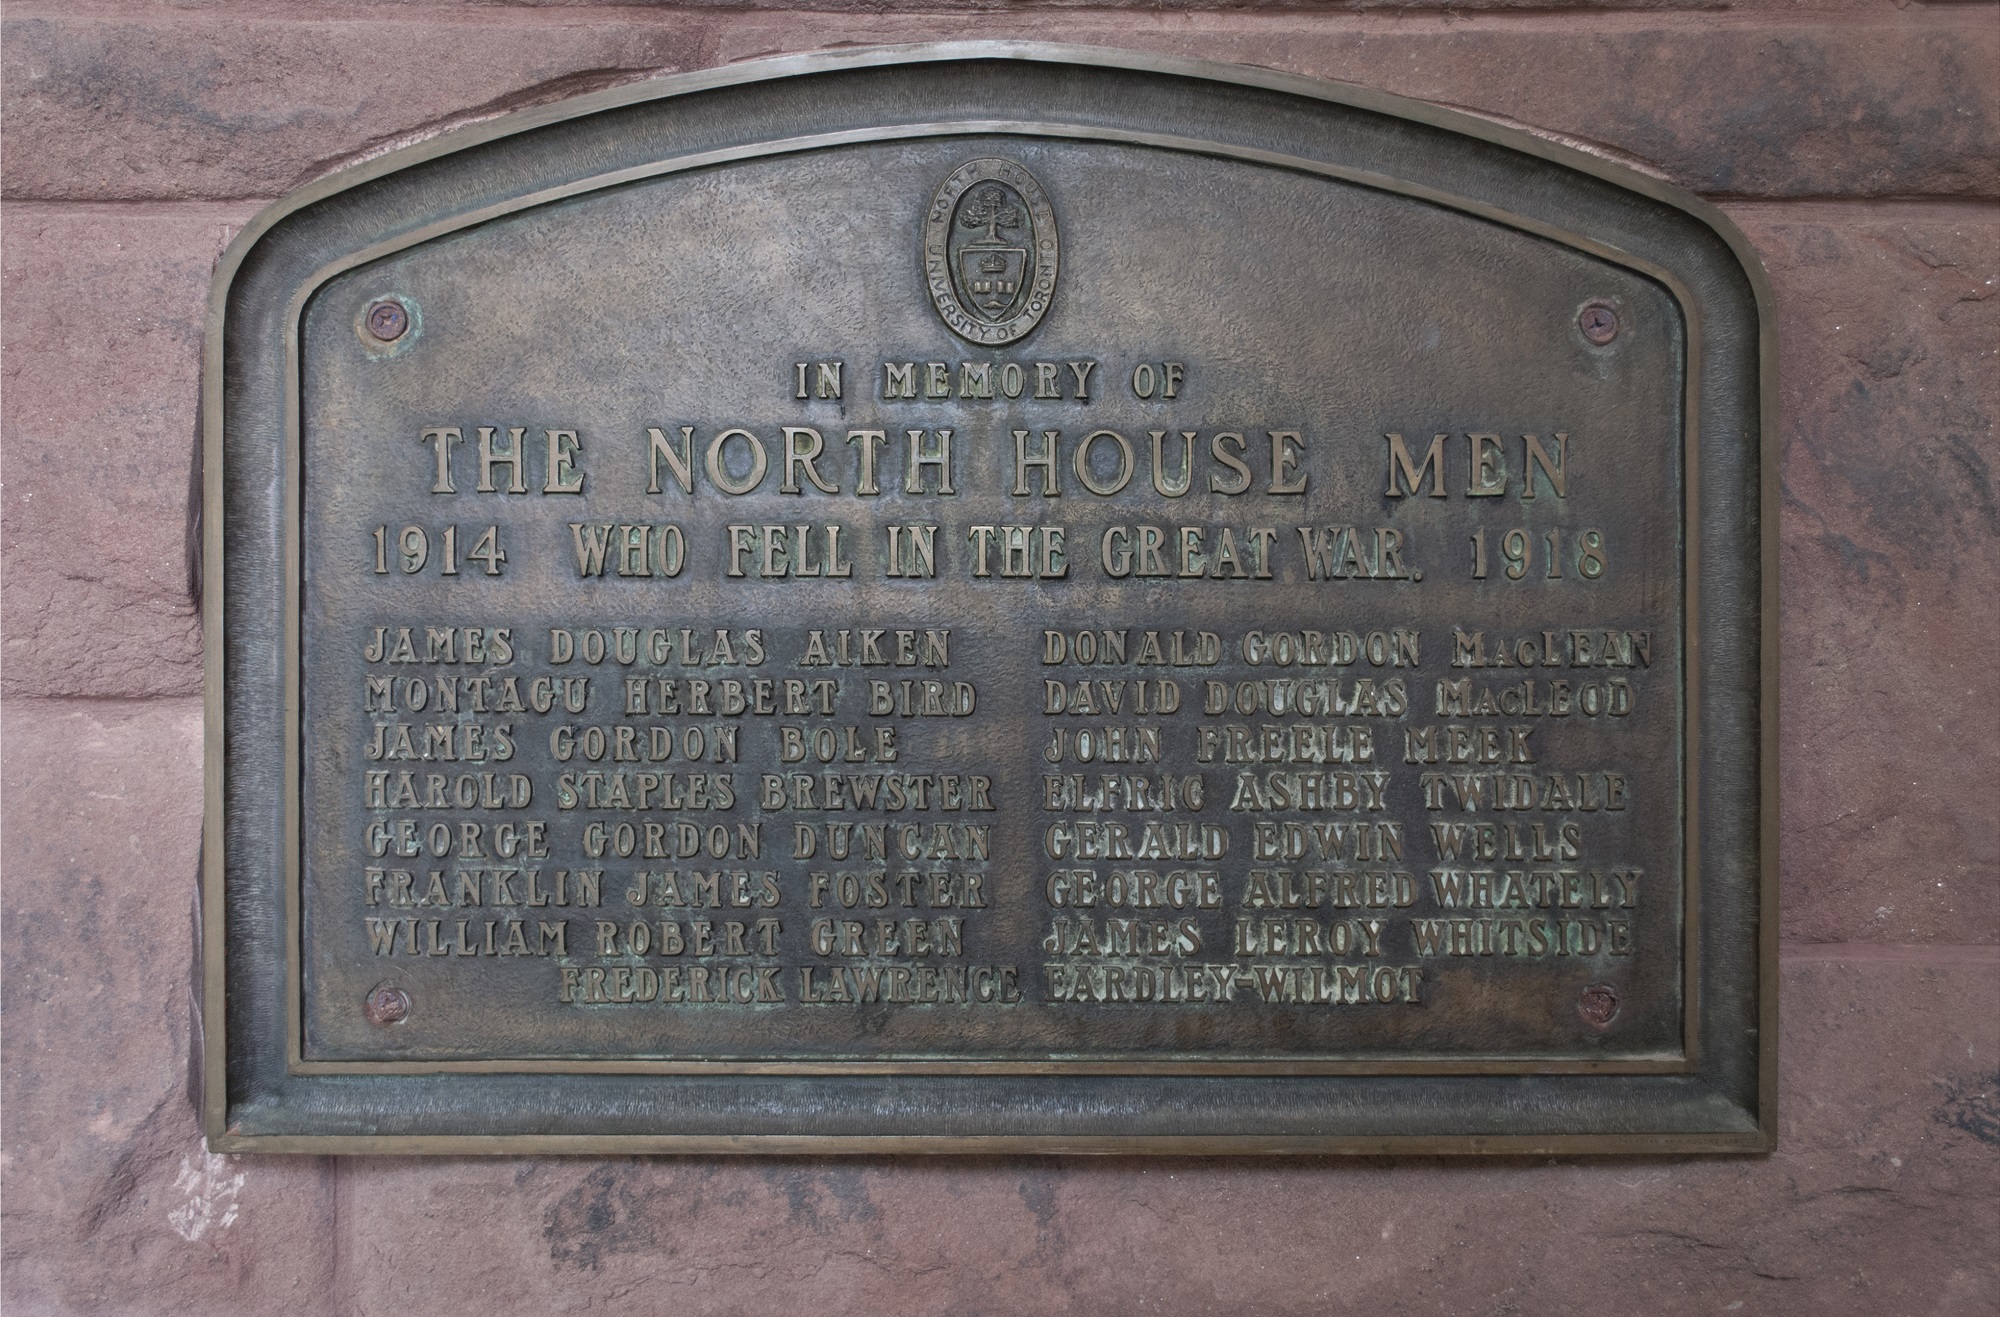 NORTH HOUSE
UNIVERSITY OF TORONTO
IN MEMORY OF
THE NORTH HOUSE MEN
1914 WHO FELL IN THE GREAT WAR. 1918
JAMES DOUGLAS AIKEN
MONTAGU HERBERT BIRD
JAMES GORDON BOLE
HAROLD STAPLES BREWSTER
GEORGE GORDON DUNCAN
FRANKLIN JAMES FOSTER
WILLIAM ROBERT GREEN
DONALD GORDON MACLEAN
DAVID DOUGLAS MACLEOD
JOHN FREELE MEEK
ELFRIC ASHBY TWIDALE
GERALD EDWIN WELLS
GEORGE ALFRED WHATELY
JAMES LEROY WHITSIDE
FREDERICK LAWRENCE EARDLEY-WILMOT